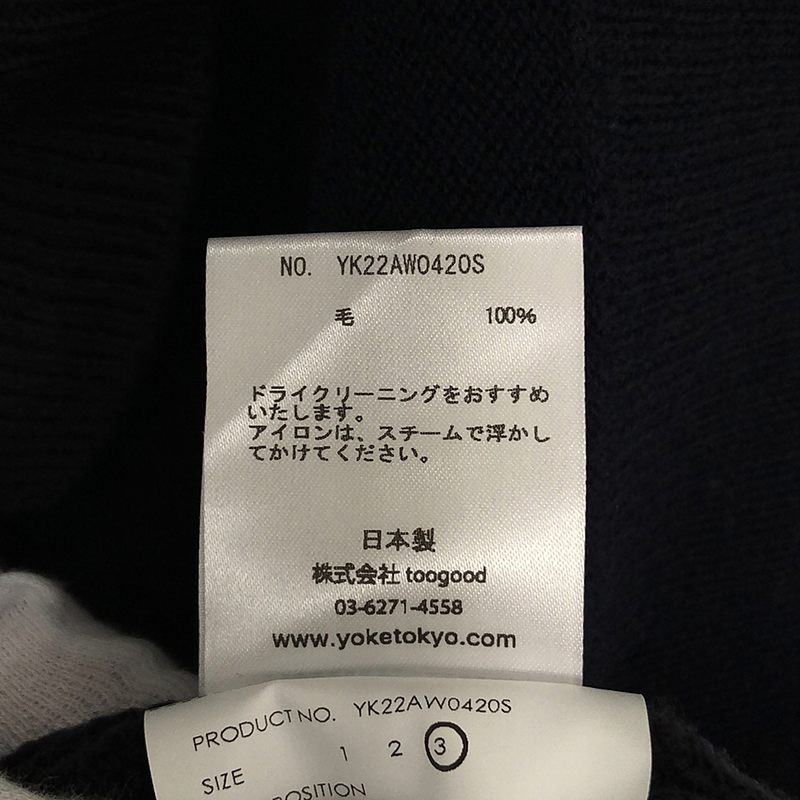 NO. YK22AW0420S
毛 100%
ドライクリーニングをおすすめ
いたします。
アイロンは、スチームで浮かし
てかけてください。
日本製
株式会社 toogood
03-6271-4558
www.yoketokyo.com
PRODUCT NO. YK22AW0420S
SIZE 1 2 3